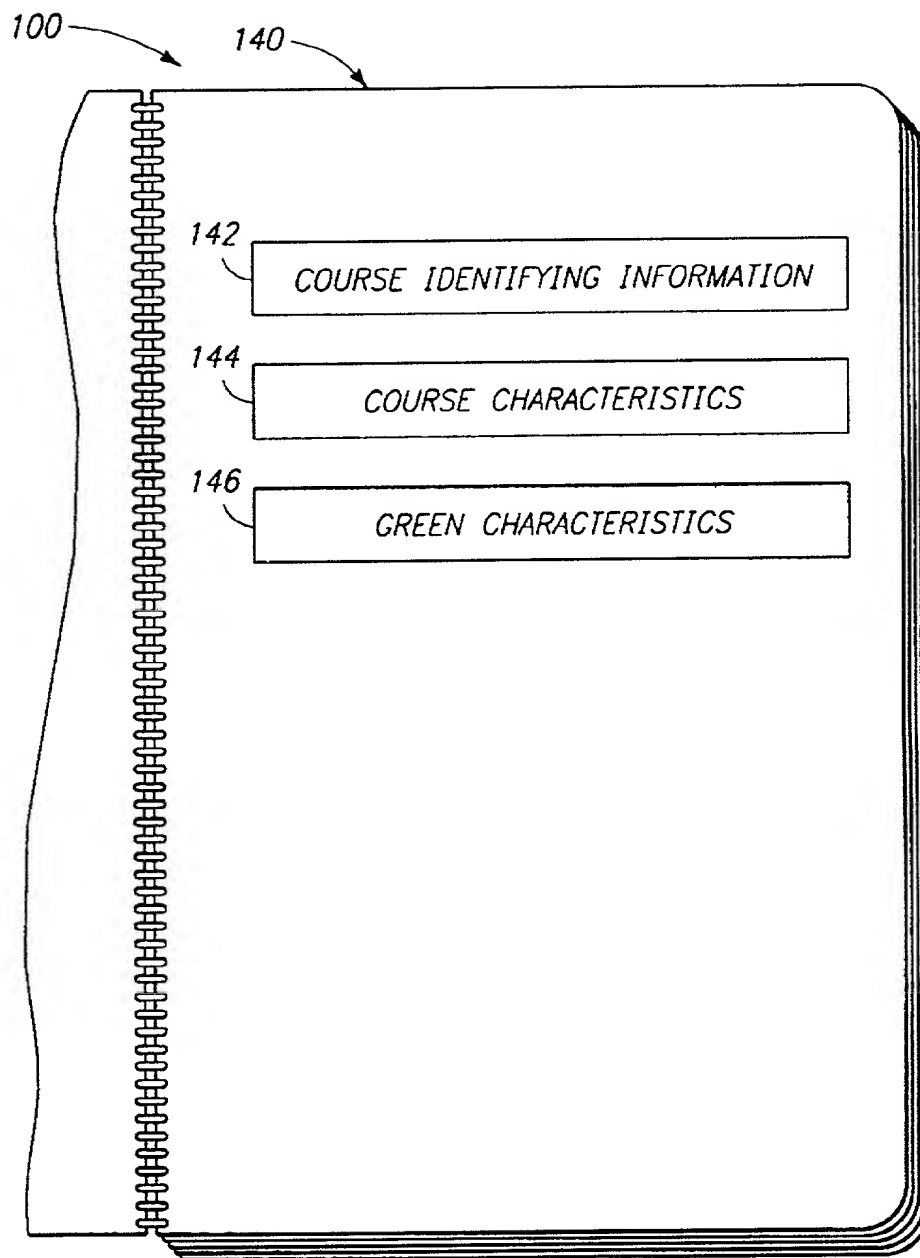 100
140
142
COURSE IDENTIFYING INFORMATION
144
COURSE CHARACTERISTICS
146
GREEN CHARACTERISTICS